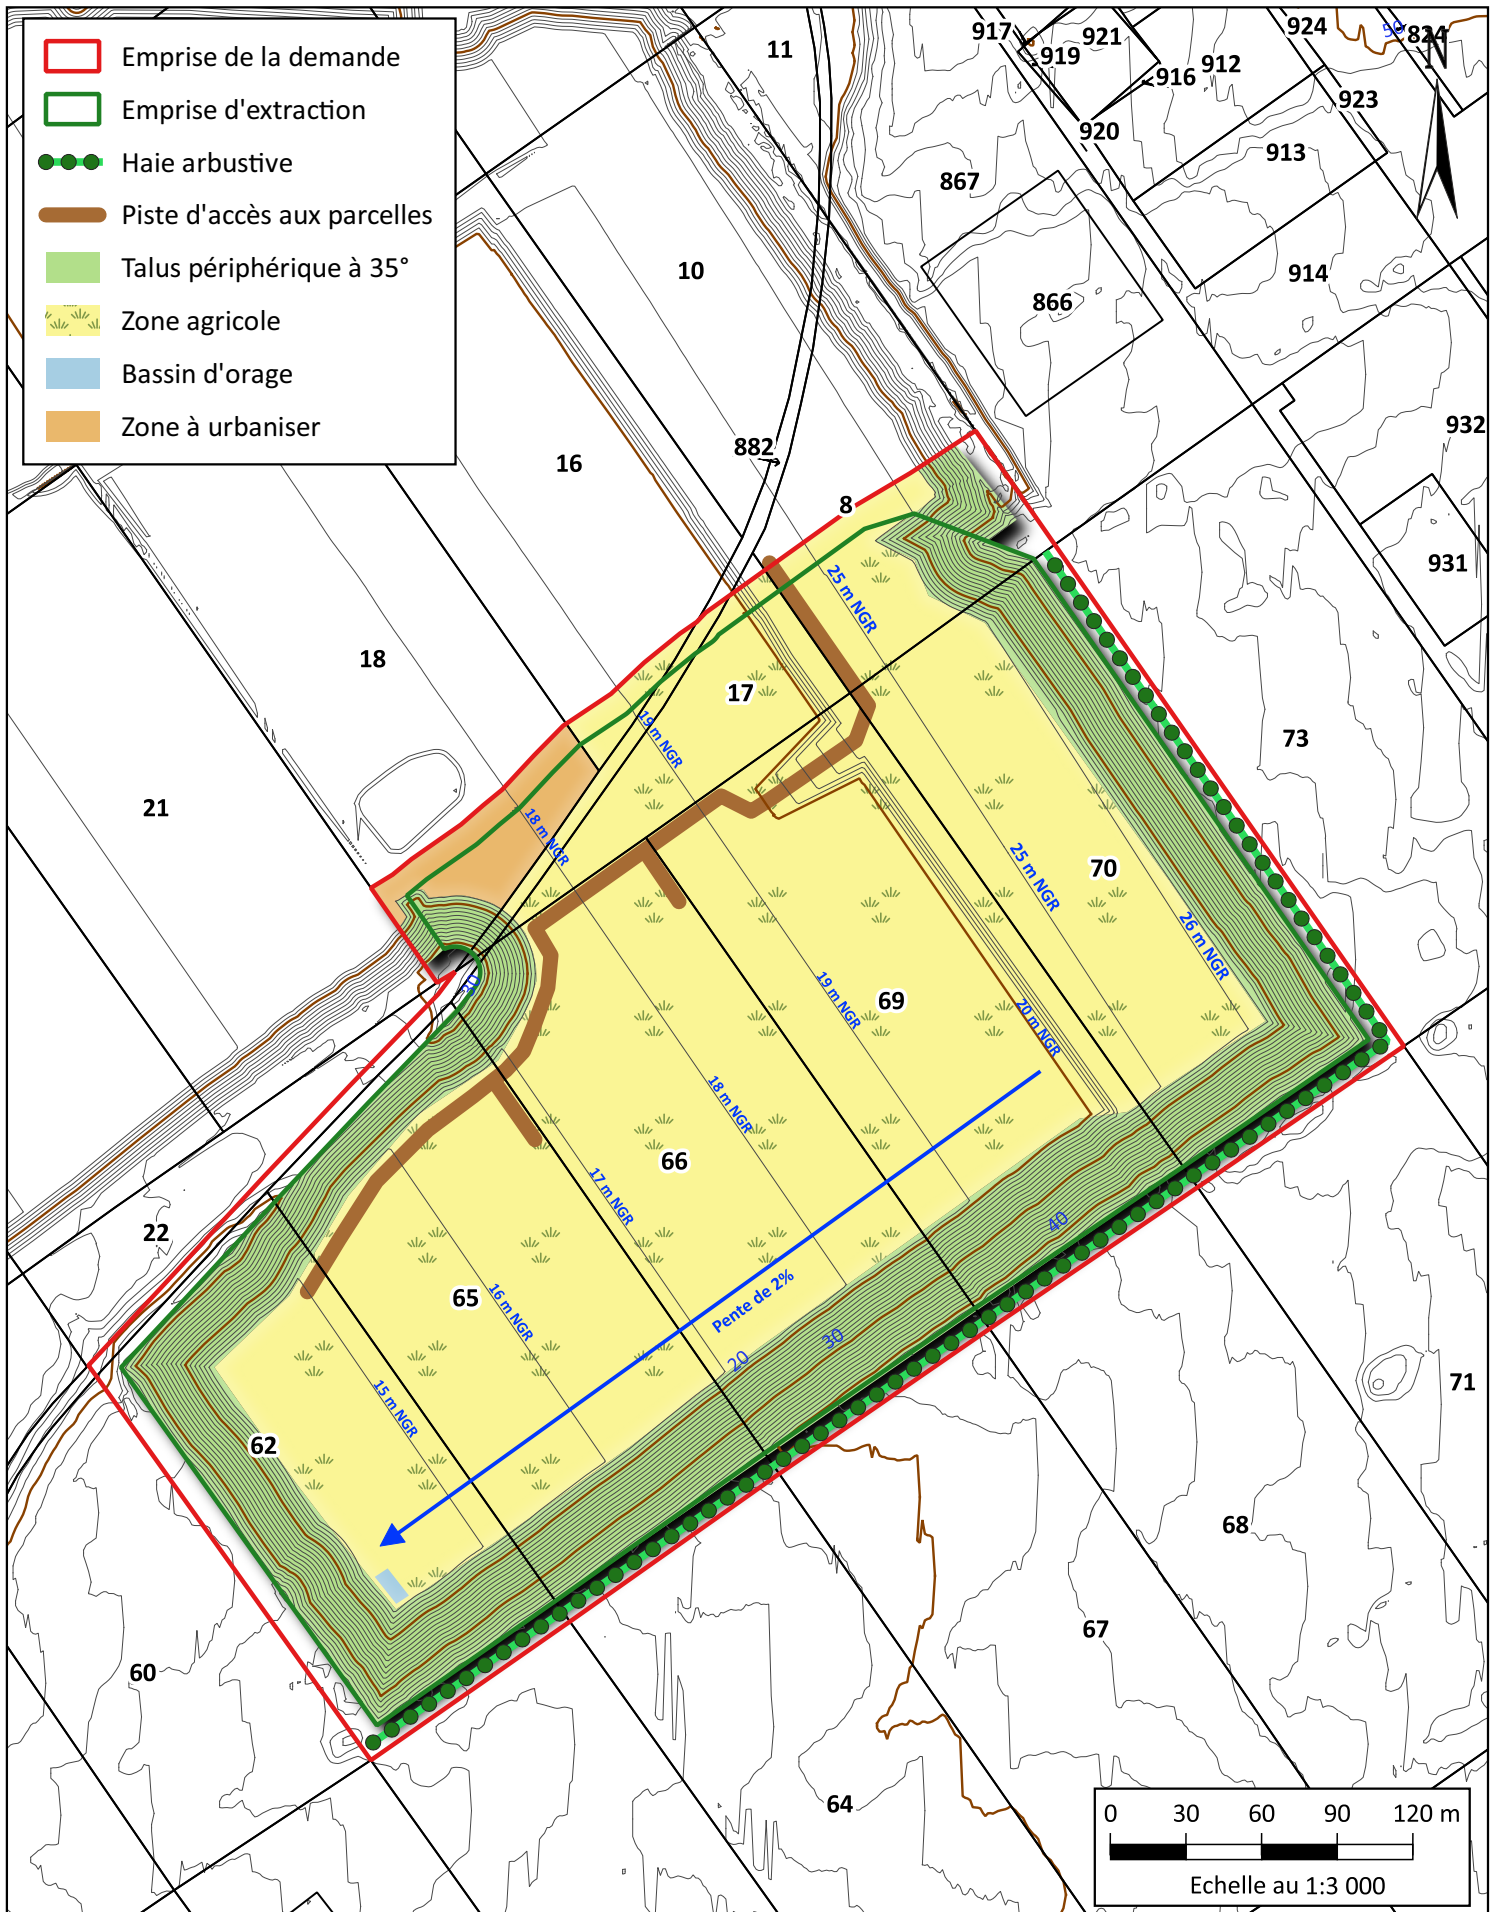 Emprise de la demande
Emprise d'extraction
Haie arbustive
Piste d'accès aux parcelles
Talus périphérique à 35°
Zone agricole
Bassin d'orage
Zone à urbaniser
11
917
919
921
916
912
920
924
50
824
N
923
913
867
10
866
914
16
882
8
932
931
25 m NGR
18
17
19 m NGR
73
21
18 m NGR
70
25 m NGR
26 m NGR
30
19 m NGR
69
20 m NGR
18 m NGR
66
17 m NGR
22
65
16 m NGR
40
Pente de 2%
30
20
15 m NGR
71
62
68
67
60
64
0 30 60 90 120 m
Echelle au 1:3 000